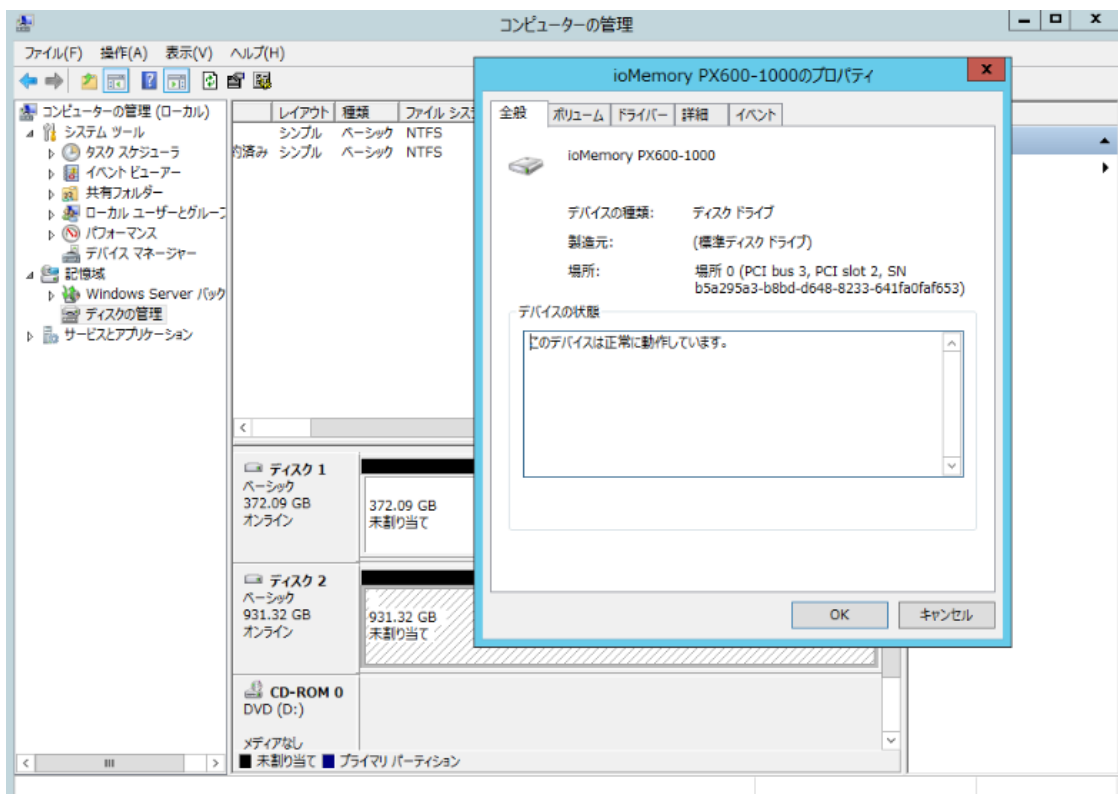 コンピューターの管理
ファイル(F) 操作(A) 表示(V) ヘルプ(H)
コンピューターの管理 (ローカル)
システム ツール
タスク スケジューラ
イベント ビューアー
共有フォルダー
ローカル ユーザーとグループ
パフォーマンス
デバイス マネージャー
記憶域
Windows Server バック
ディスクの管理
サービスとアプリケーション
レイアウト 種類 ファイル シス
シンプル ベーシック NTFS
的済み シンプル ベーシック NTFS
ディスク 1
ベーシック
372.09 GB
オンライン
372.09 GB
未割り当て
ディスク 2
ベーシック
931.32 GB
オンライン
931.32 GB
未割り当て
CD-ROM 0
DVD (D:)
メディアなし
未割り当て プライマリ パーティション
ioMemory PX600-1000のプロパティ
全般 ボリューム ドライバー 詳細 イベント
ioMemory PX600-1000
デバイスの種類: ディスク ドライブ
製造元: (標準ディスク ドライブ)
場所: 場所 0 (PCI bus 3, PCI slot 2, SN
b5a295a3-b8bd-d648-8233-641fa0faf653)
デバイスの状態
このデバイスは正常に動作しています。
OK キャンセル